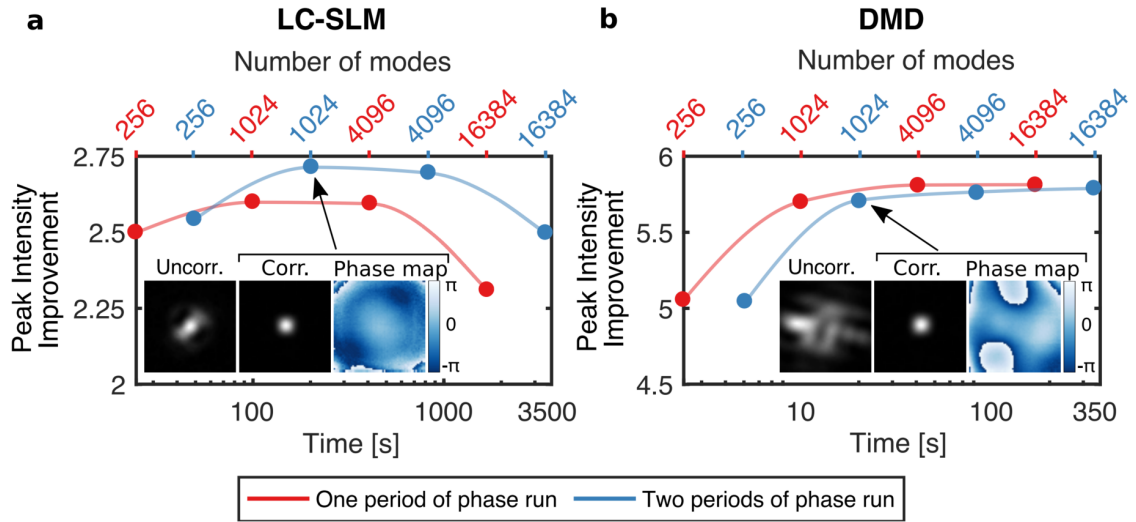 a
LC-SLM
Number of modes
256 256 1024 1024 4096 4096 16384 16384
2.75
2.5
2.25
2
Peak Intensity
Improvement
Uncorr. Corr. Phase map
π
0
-π
100 1000 3500
Time [s]
b
DMD
Number of modes
256 256 1024 1024 4096 4096 16384 16384
6
5.5
5
4.5
Peak Intensity
Improvement
Uncorr. Corr. Phase map
π
0
-π
10 100 350
Time [s]
One period of phase run Two periods of phase run